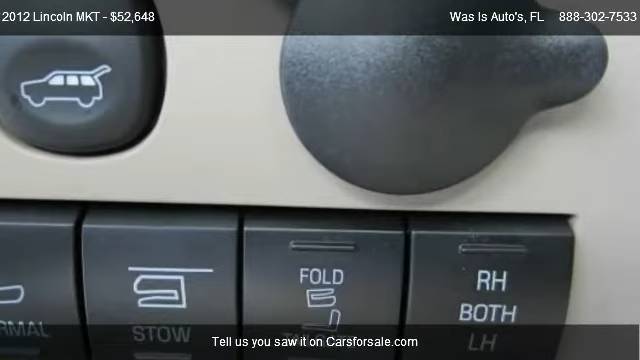 2012 Lincoln MKT - $52,648
Was Is Auto's, FL 888-302-7533
FOLD
RH
BOTH
STOW
LH
Tell us you saw it on Carsforsale.com